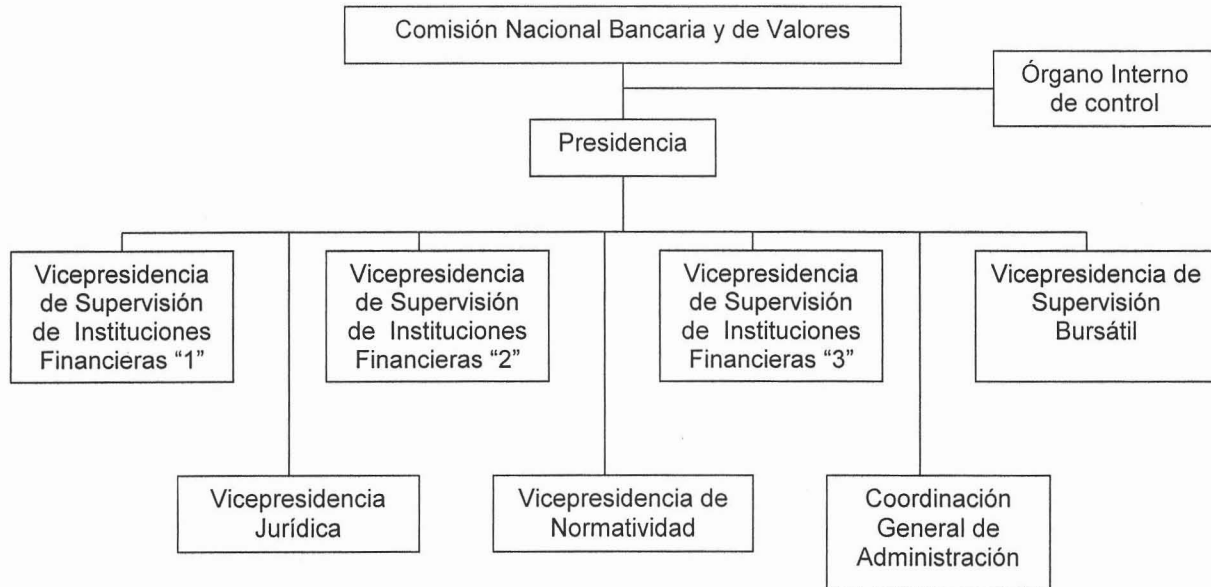 Comisión Nacional Bancaria y de Valores
Órgano Interno
de control
Presidencia
Vicepresidencia
de Supervisión
de Instituciones
Financieras “1”
Vicepresidencia
de Supervisión
de Instituciones
Financieras “2”
Vicepresidencia
de Supervisión
de Instituciones
Financieras “3”
Vicepresidencia de
Supervisión
Bursátil
Vicepresidencia
Jurídica
Vicepresidencia de
Normatividad
Coordinación
General de
Administración